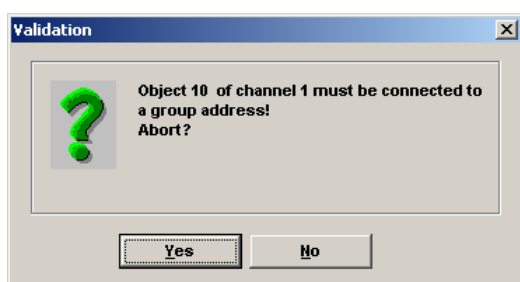 Validation
Object 10 of channel 1 must be connected to
a group address!
Abort?
Yes
No